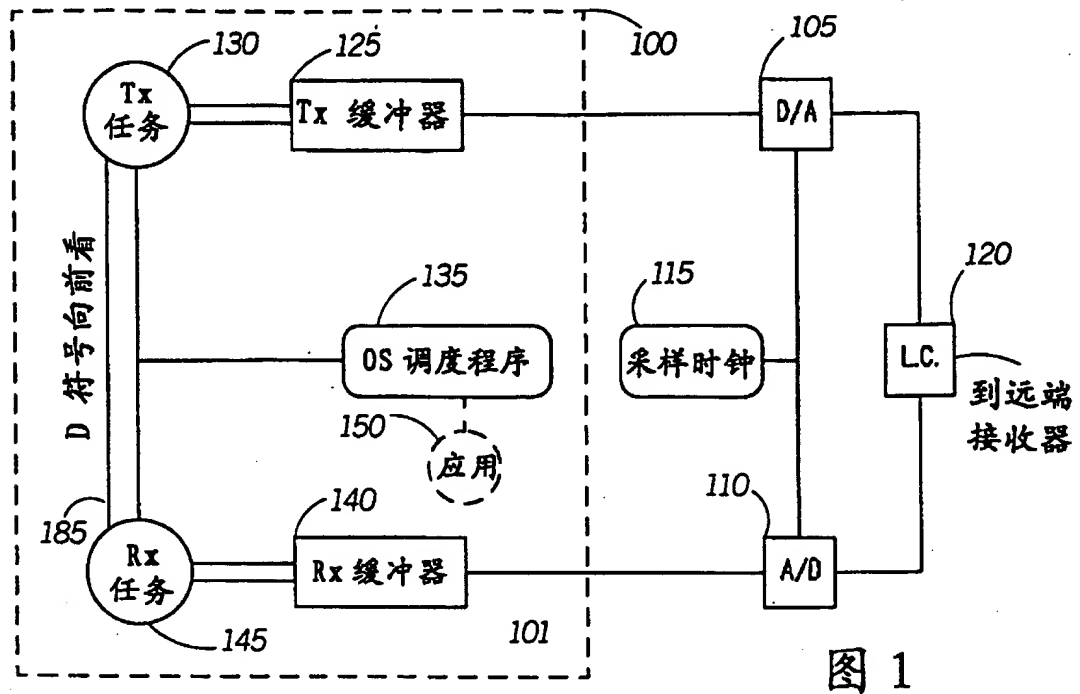 130
125
100
105
Tx
任务
Tx 缓冲器
D/A
D 符号向前看
135
115
120
OS 调度程序
采样时钟
L.C.
到远端
接收器
150
应用
185
140
110
Rx
任务
Rx 缓冲器
A/D
145
101
图 1